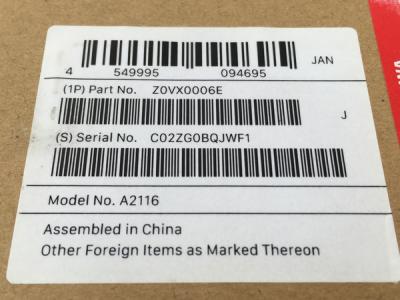 4 549995 094695 JAN
(1P) Part No. Z0VX0006E
J
(S) Serial No. C02ZG0BQJWF1
Model No. A2116
Assembled in China
Other Foreign Items as Marked Thereon